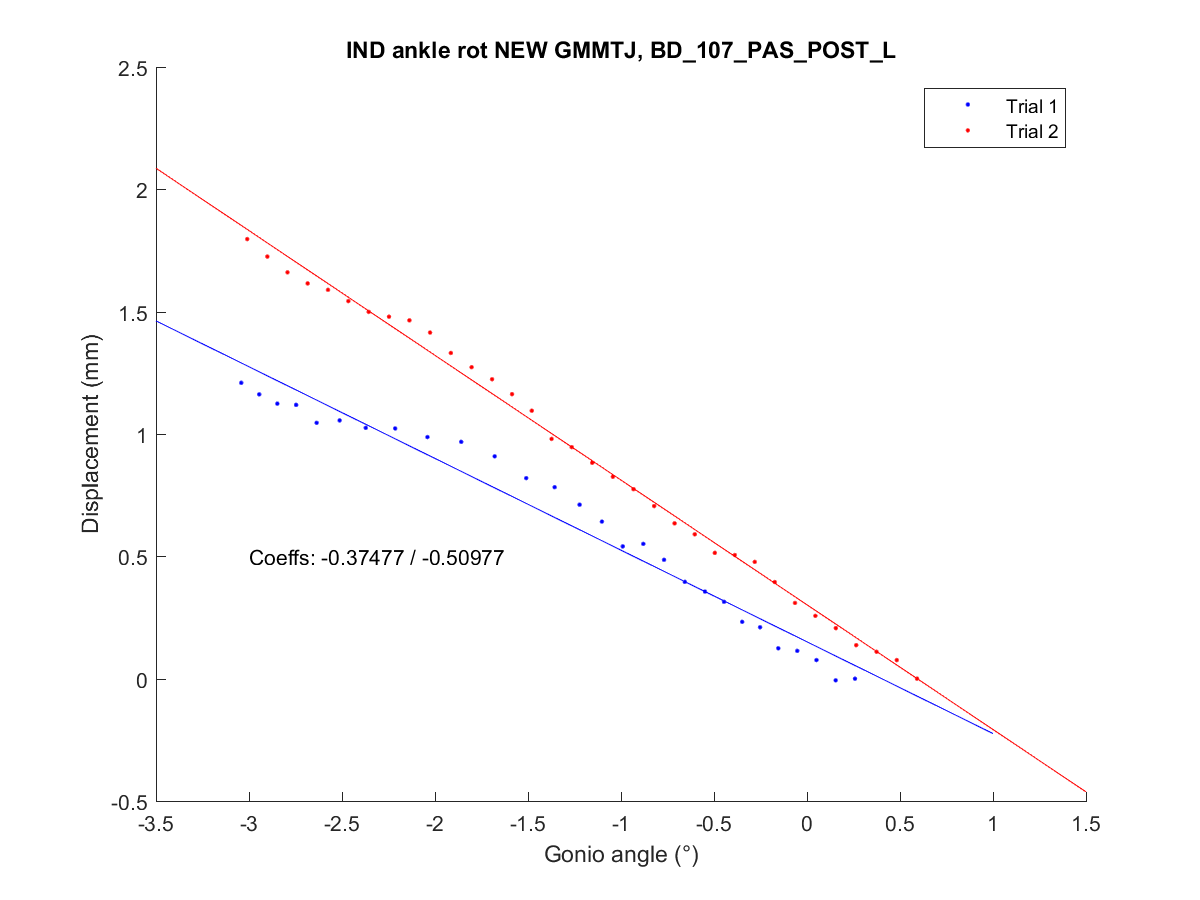 IND ankle rot NEW GMMTJ, BD_107_PAS_POST_L
2.5
Trial 1
Trial 2
2
1.5
1
Displacement (mm)
0.5
Coeffs: -0.37477 / -0.50977
0
-0.5
-3.5 -3 -2.5 -2 -1.5 -1 -0.5 0 0.5 1 1.5
Gonio angle (°)